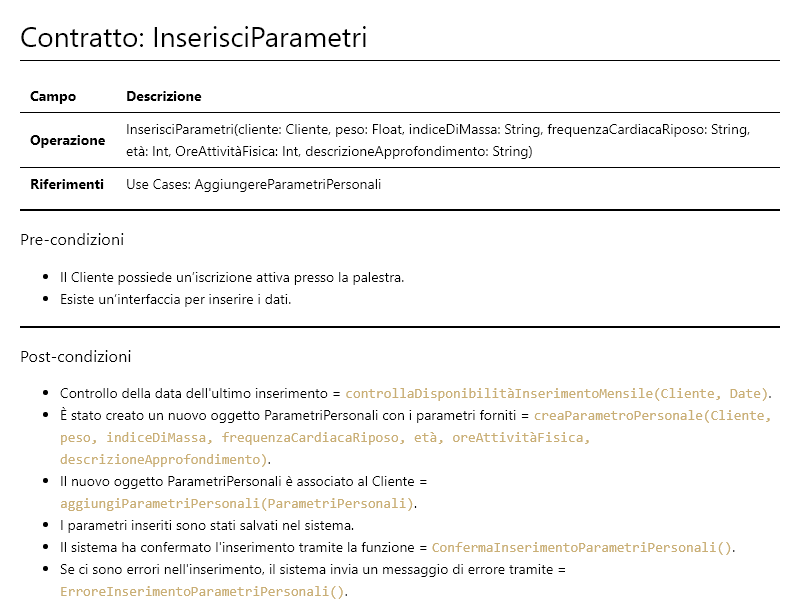 Contratto: InserisciParametri
Campo Descrizione
Operazione InserisciParametri(cliente: Cliente, peso: Float, indiceDiMassa: String, frequenzaCardiacaRiposo: String,
età: Int, OreAttivitàFisica: Int, descrizioneApprofondimento: String)
Riferimenti Use Cases: AggiungereParametriPersonali
Pre-condizioni
• Il Cliente possiede un’iscrizione attiva presso la palestra.
• Esiste un’interfaccia per inserire i dati.
Post-condizioni
• Controllo della data dell'ultimo inserimento = controllaDisponibilitàInserimentoMensile(Cliente, Date).
• È stato creato un nuovo oggetto ParametriPersonali con i parametri forniti = creaParametroPersonale(Cliente,
peso, indiceDiMassa, frequenzaCardiacaRiposo, età, oreAttivitàFisica,
descrizioneApprofondimento).
• Il nuovo oggetto ParametriPersonali è associato al Cliente =
aggiungiParametriPersonali(ParametriPersonali).
• I parametri inseriti sono stati salvati nel sistema.
• Il sistema ha confermato l'inserimento tramite la funzione = ConfermaInserimentoParametriPersonali().
• Se ci sono errori nell'inserimento, il sistema invia un messaggio di errore tramite =
ErroreInserimentoParametriPersonali().